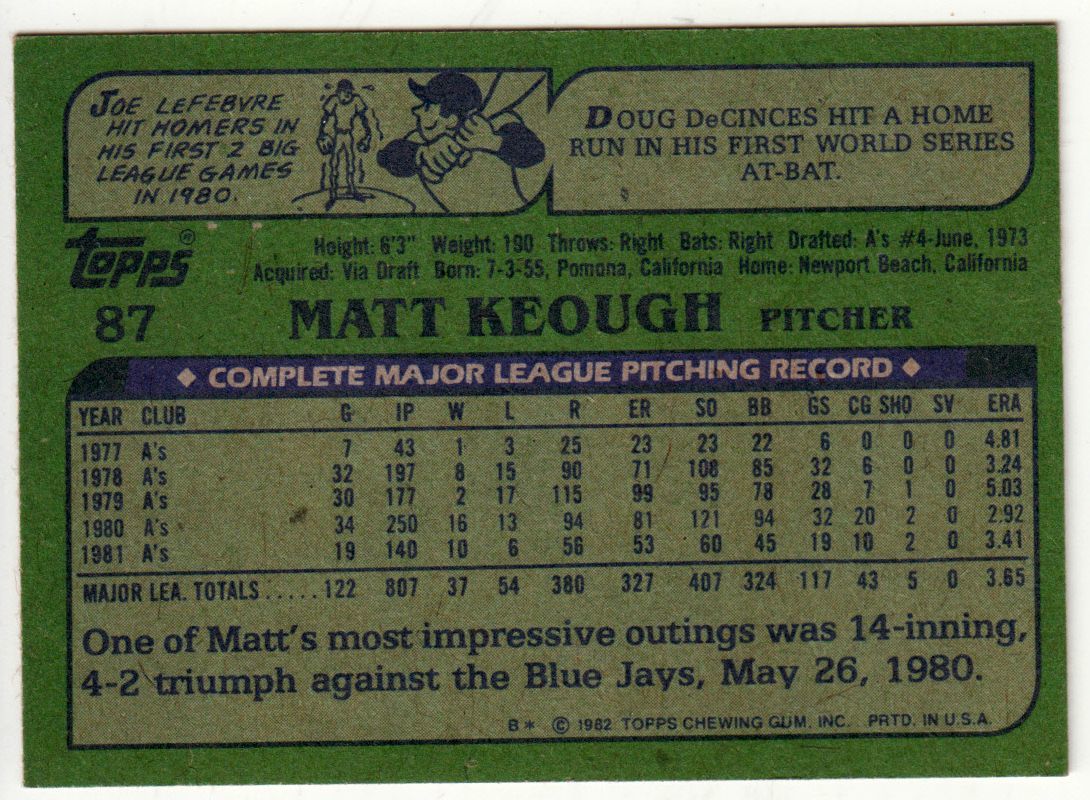 JOE LEFEBVRE
HIT HOMERS IN
HIS FIRST 2 BIG
LEAGUE GAMES
IN 1980.
DOUG DeCINCES HIT A HOME
RUN IN HIS FIRST WORLD SERIES
AT-BAT.
TOPPS®
Height: 6'3" Weight: 190 Throws: Right Bats: Right Drafted: A's #4-June, 1973
Acquired: Via Draft Born: 7-3-55, Pomona, California Home: Newport Beach, California
87 MATT KEOUGH PITCHER
◆ COMPLETE MAJOR LEAGUE PITCHING RECORD ◆
YEAR CLUB G IP W L R ER SO BB GS CG SHO SV ERA
1977 A's 7 43 1 3 25 23 23 22 6 0 0 0 4.81
1978 A's 32 197 8 15 90 71 108 85 32 6 0 0 3.24
1979 A's 30 177 2 17 115 99 95 78 28 7 1 0 5.03
1980 A's 34 250 16 13 94 81 121 94 32 20 2 0 2.92
1981 A's 19 140 10 6 56 53 60 45 19 10 2 0 3.41
MAJOR LEA. TOTALS.....122 807 37 54 380 327 407 324 117 43 5 0 3.65
One of Matt's most impressive outings was 14-inning,
4-2 triumph against the Blue Jays, May 26, 1980.
B* © 1982 TOPPS CHEWING GUM, INC. PRTD. IN U.S.A.